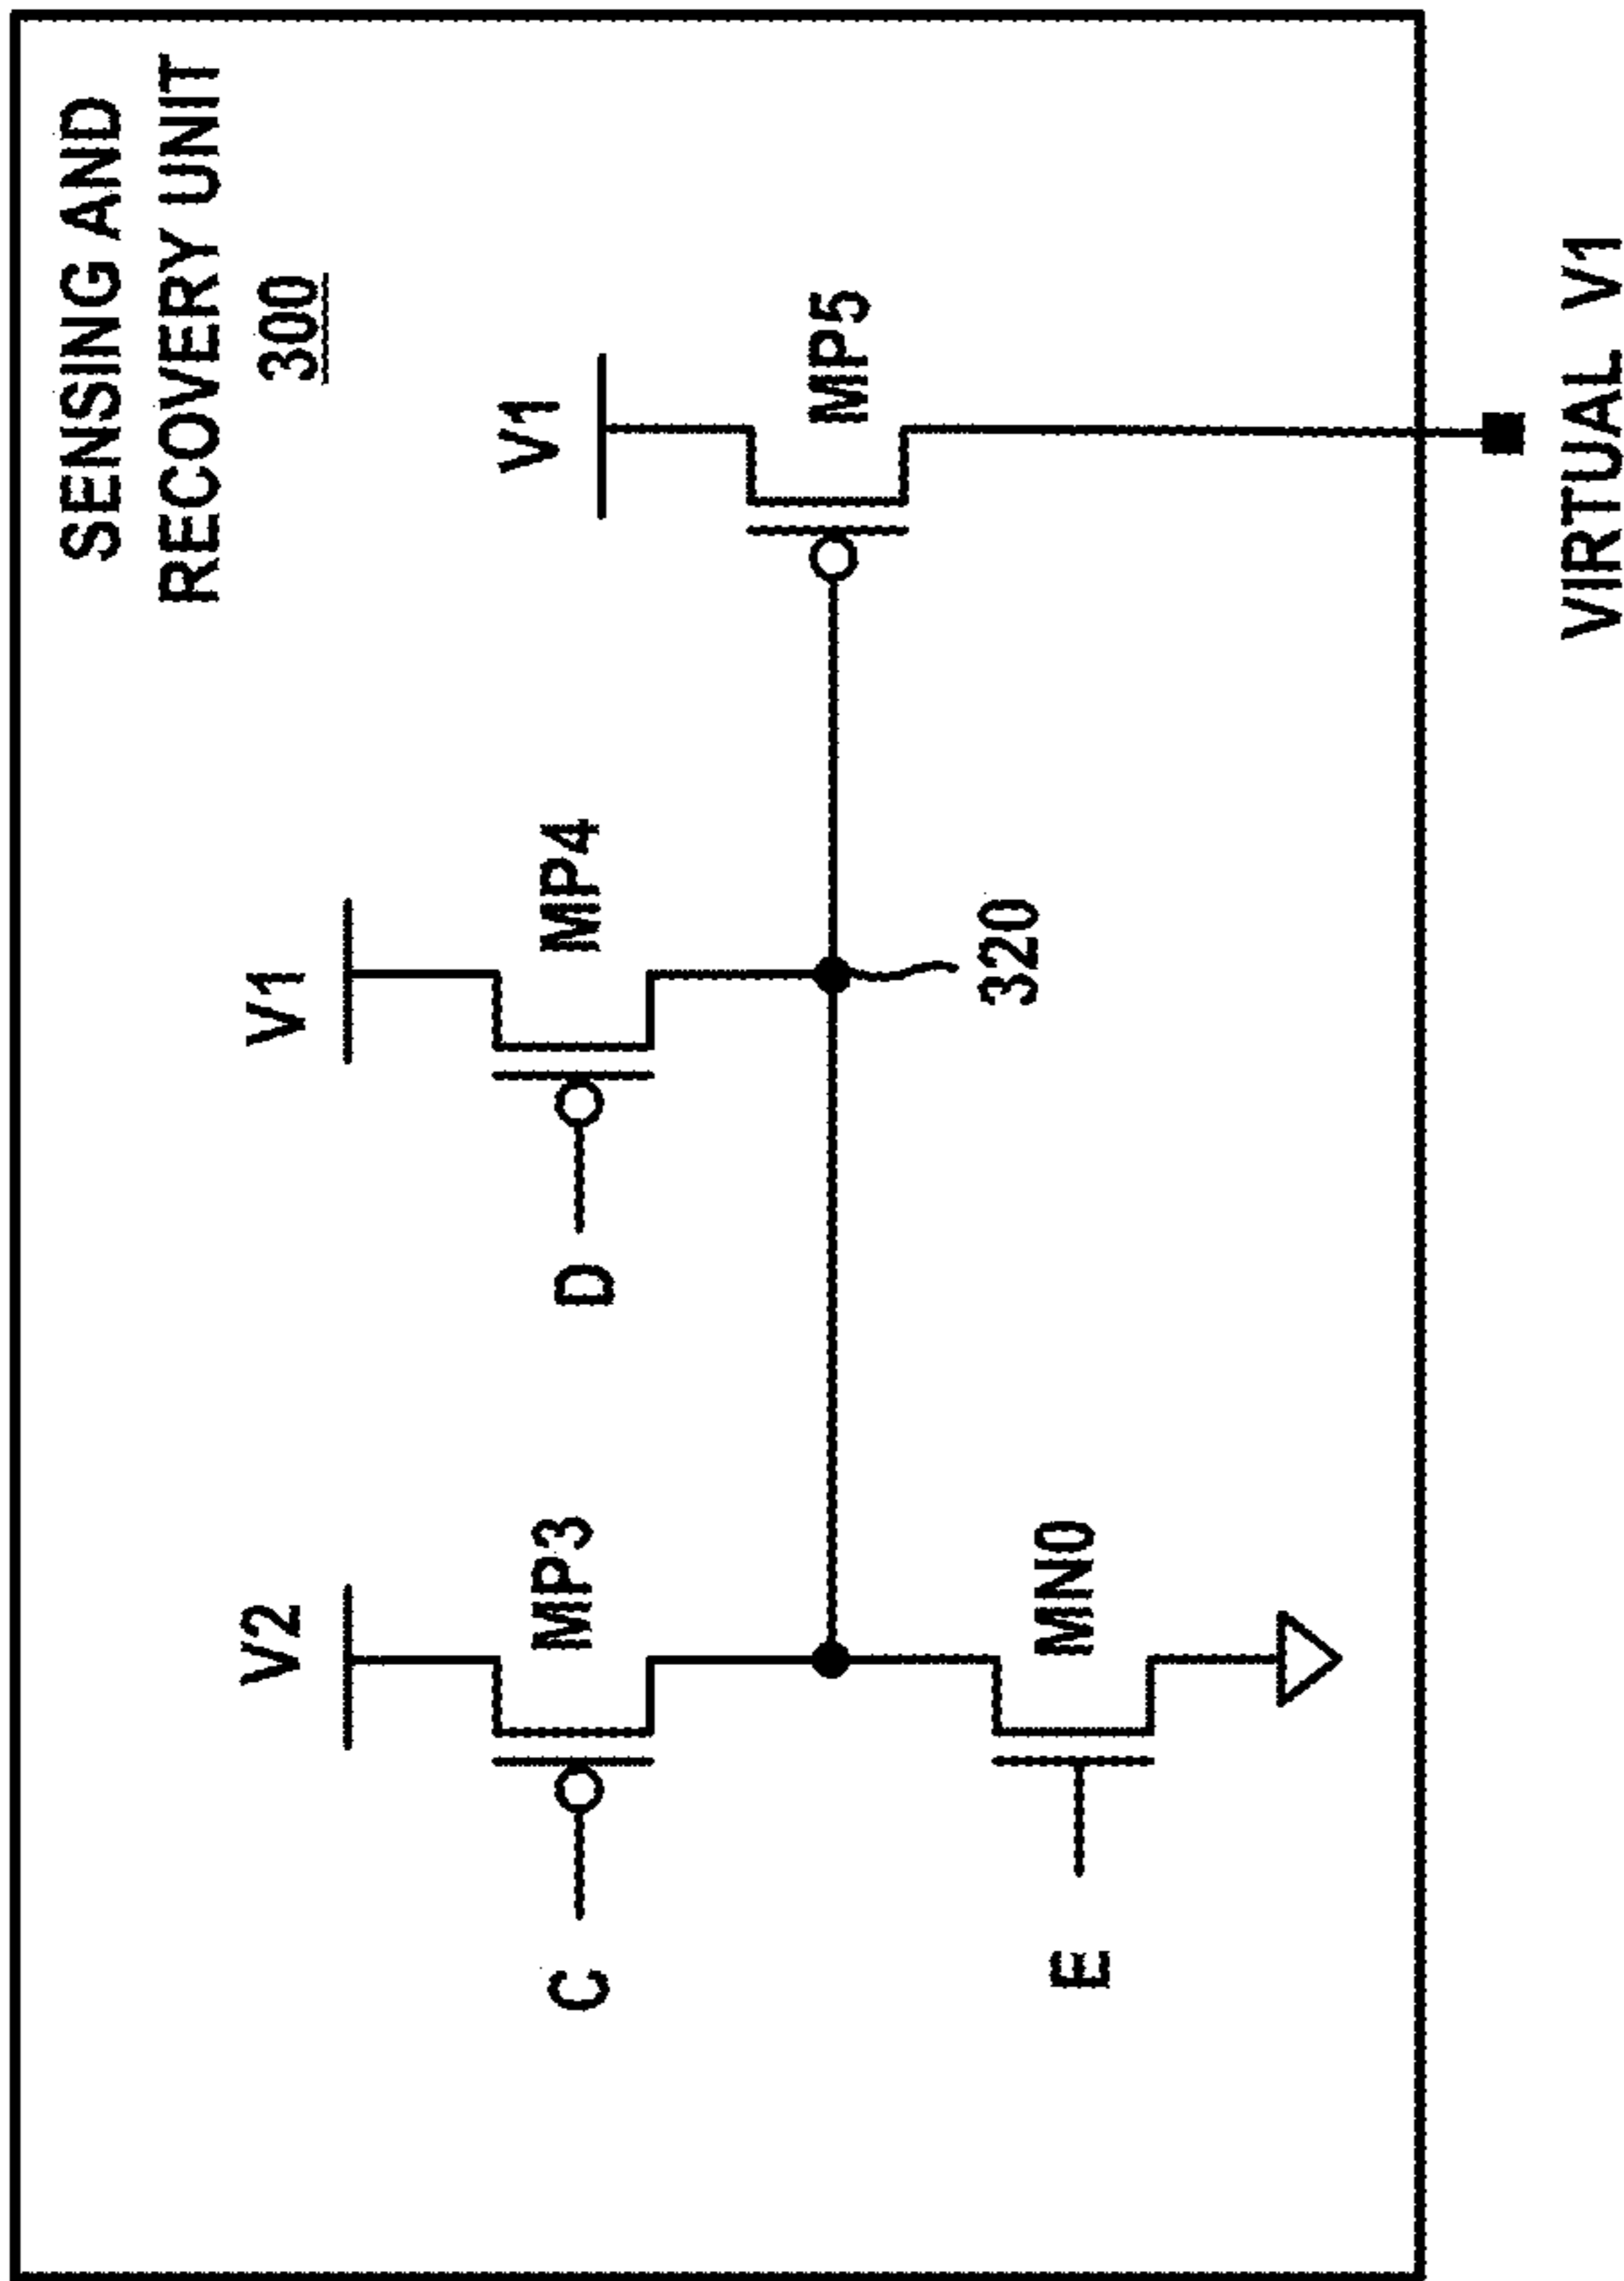 SENSING AND
RECOVERY UNIT
300
V2
V1
V1
MP3
MP4
MP5
C
D
320
MN0
E
VIRTUAL V1